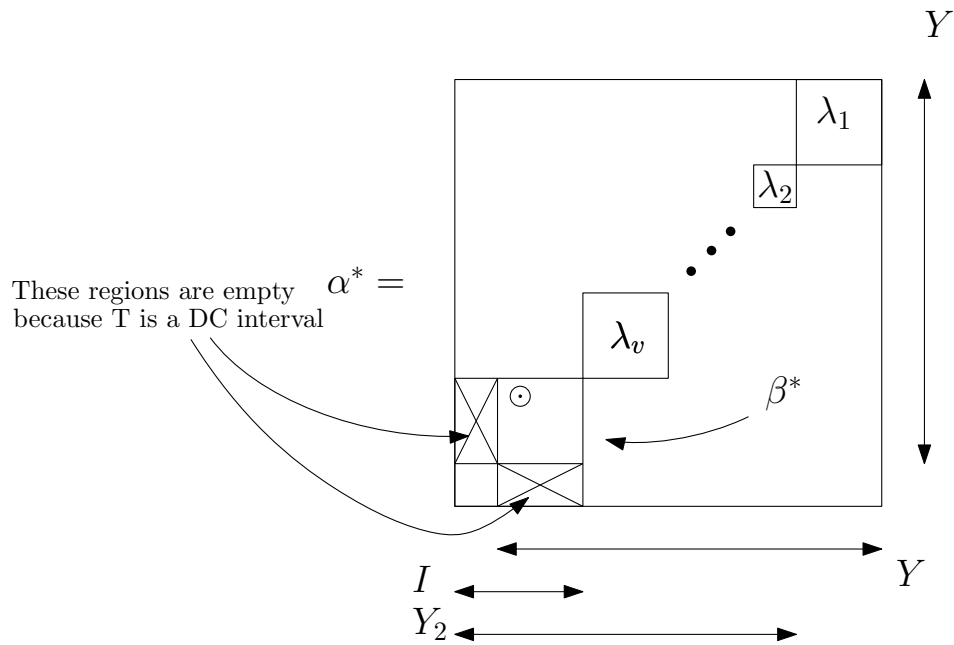 Y
λ₁
λ₂
α* =
These regions are empty
because T is a DC interval
λᵥ
⊙
β*
Y
I
Y₂